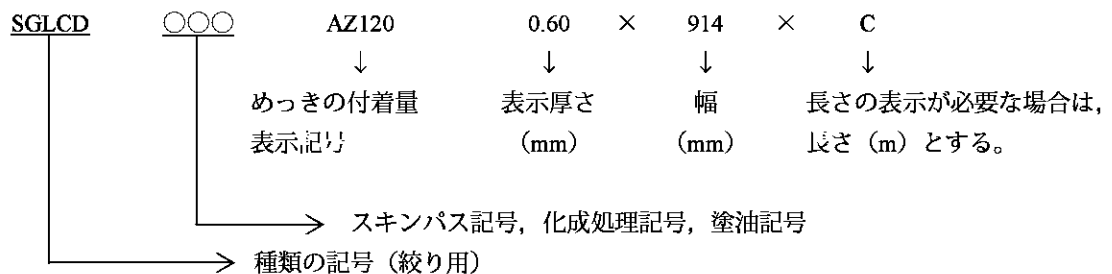 SGLCD ○○○ AZ120 0.60 × 914 × C
↓ ↓ ↓ ↓
めっきの付着量 表示厚さ 幅 長さの表示が必要な場合は，
表示記号 （mm） （mm） 長さ（m）とする。
スキンパス記号，化成処理記号，塗油記号
種類の記号（絞り用）